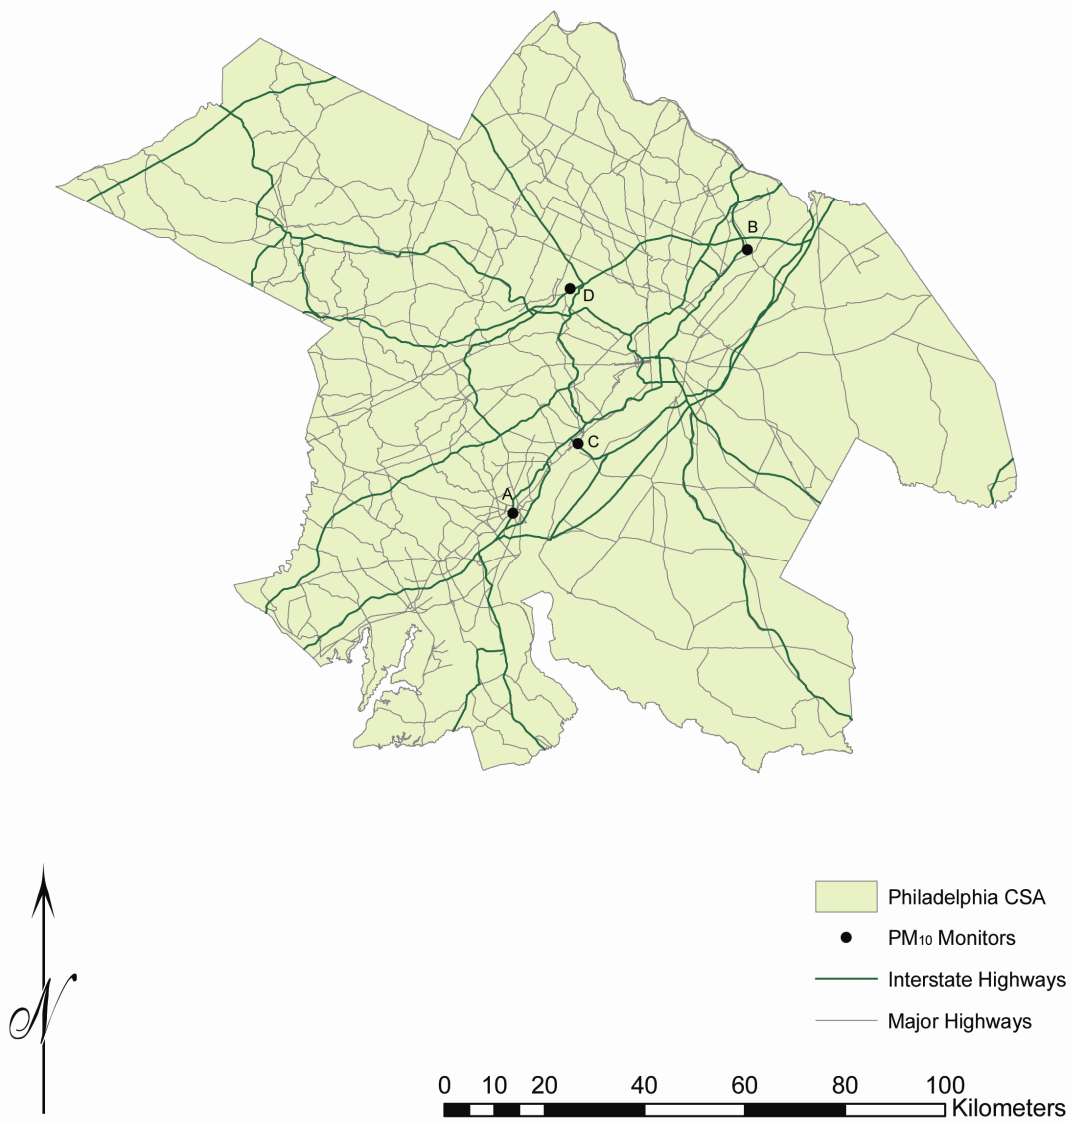 B
D
C
A
Philadelphia CSA
PM10 Monitors
Interstate Highways
Major Highways
N
0 10 20 40 60 80 100
Kilometers